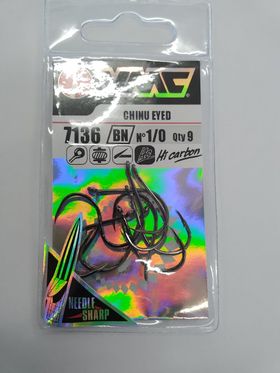 CHINU EYED
7136 BN N°1/0 Qty 9
Hi carbon
NEEDLE
SHARP